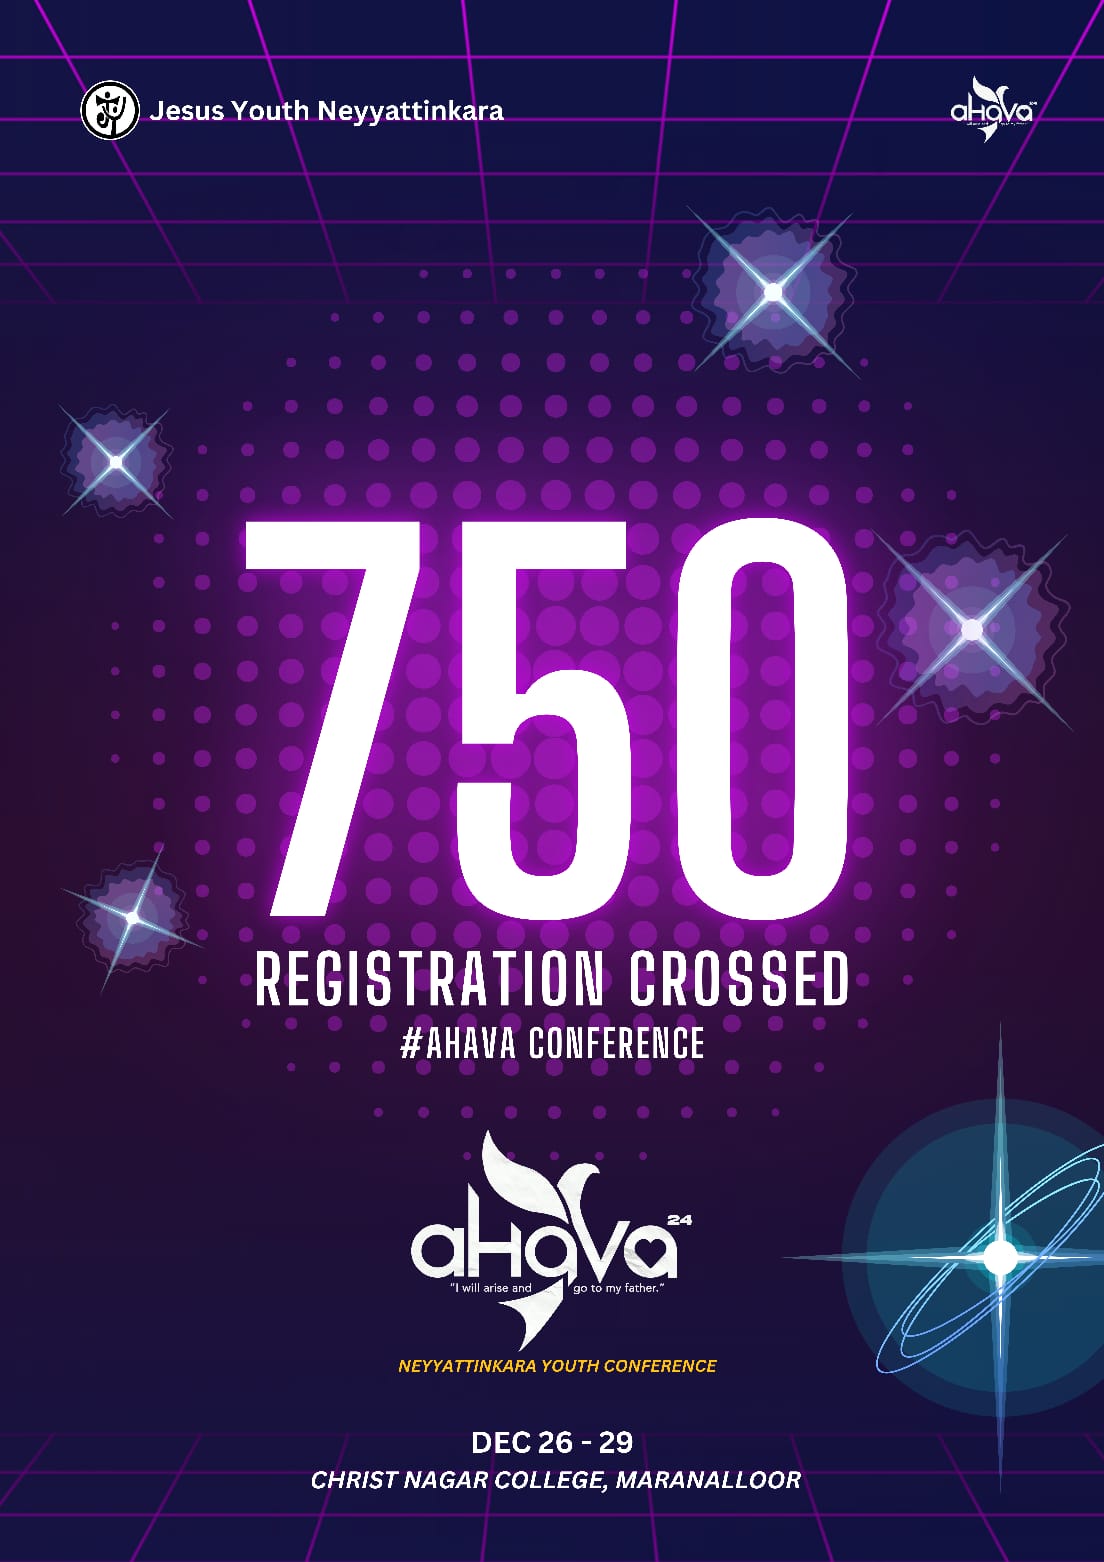 Jesus Youth Neyyattinkara
aHava
750
REGISTRATION CROSSED
#AHAVA CONFERENCE
aHava 24
"I will arise and go to my father."
NEYYATTINKARA YOUTH CONFERENCE
DEC 26 - 29
CHRIST NAGAR COLLEGE, MARANALLOOR